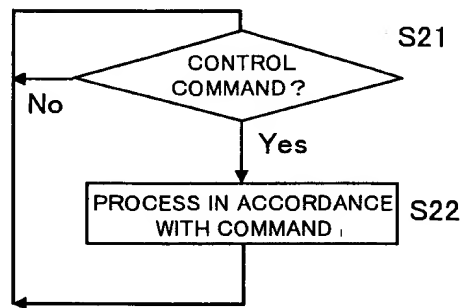 S21
CONTROL
COMMAND?
No
Yes
PROCESS IN ACCORDANCE
WITH COMMAND
S22